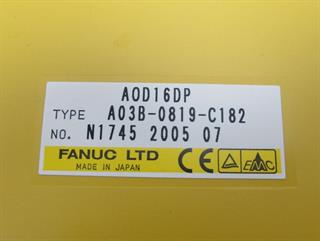 AOD16DP
TYPE A03B-0819-C182
NO. N1745 2005 07
FANUC LTD
MADE IN JAPAN
CE
EMC